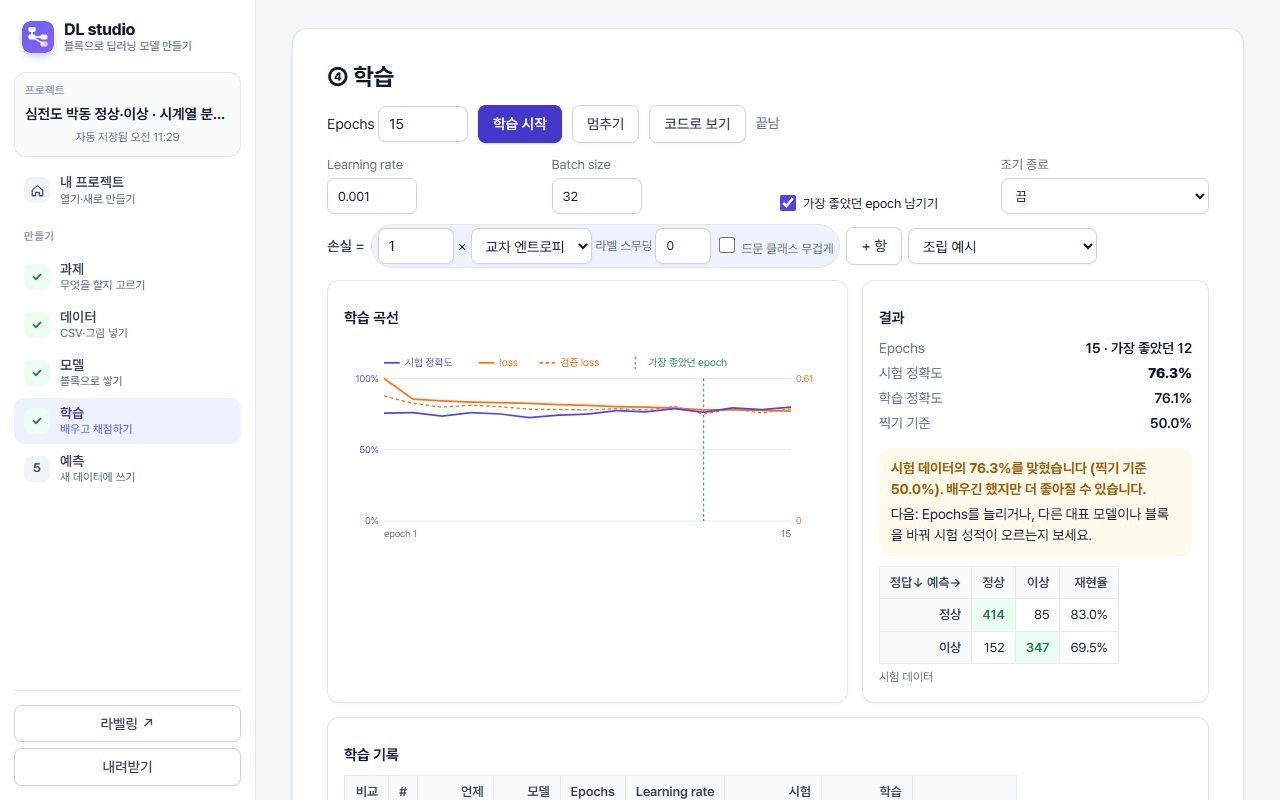 DL studio
블록으로 딥러닝 모델 만들기
프로젝트
심전도 박동 정상·이상 · 시계열 분...
자동 저장됨 오전 11:29
내 프로젝트
열기·새로 만들기
만들기
과제
무엇을 할지 고르기
데이터
CSV·그림 넣기
모델
블록으로 쌓기
학습
배우고 채점하기
5 예측
새 데이터에 쓰기
라벨링 ↗
내려받기
④ 학습
Epochs 15 학습 시작 멈추기 코드로 보기 끝남
Learning rate Batch size 조기 종료
0.001 32 가장 좋았던 epoch 남기기 끔
손실 = 1 × 교차 엔트로피 라벨 스무딩 0 드문 클래스 무겁게 + 항 조립 예시
학습 곡선
시험 정확도 loss 검증 loss 가장 좋았던 epoch
100% 0.61
50%
0% 0
epoch 1 15
결과
Epochs 15 · 가장 좋았던 12
시험 정확도 76.3%
학습 정확도 76.1%
찍기 기준 50.0%
시험 데이터의 76.3%를 맞혔습니다 (찍기 기준
50.0%). 배우긴 했지만 더 좋아질 수 있습니다.
다음: Epochs를 늘리거나, 다른 대표 모델이나 블록
을 바꿔 시험 성적이 오르는지 보세요.
정답↓ 예측→ 정상 이상 재현율
정상 414 85 83.0%
이상 152 347 69.5%
시험 데이터
학습 기록
비교 # 언제 모델 Epochs Learning rate 시험 학습